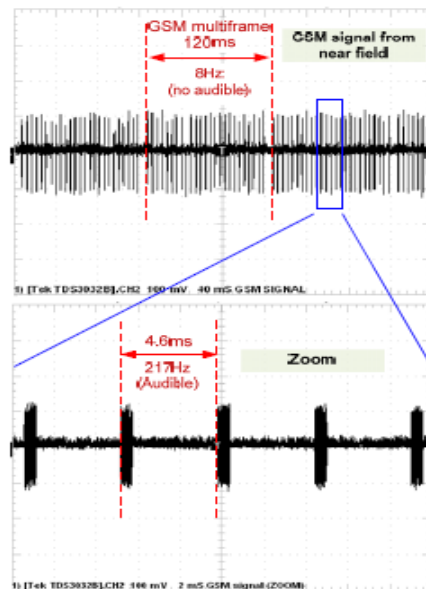 GSM multiframe
120ms
GSM signal from
near field
8Hz
(no audible)
1) [Tek TDS3032B].CH2 100 mV 40 mS GSM SIGNAL
4.6ms
Zoom
217Hz
(Audible)
1) [Tek TDS3032B].CH2 100 mV 2 mS GSM signal (ZOOM)